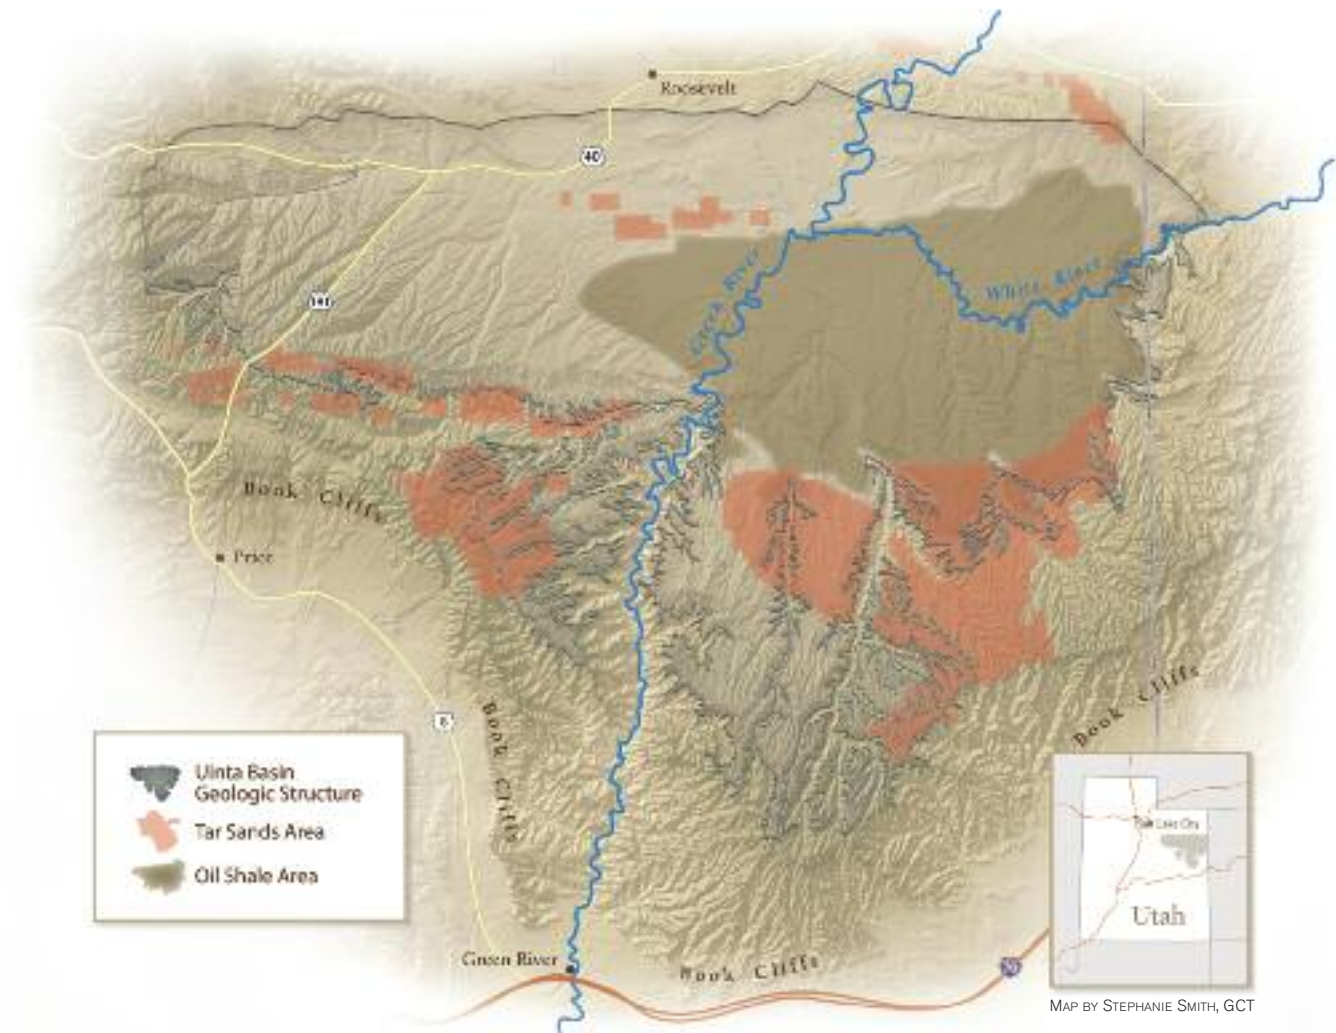 Roosevelt
40
Green River
White River
191
Book Cliffs
Price
Book Cliffs
6
Book Cliffs
Uinta Basin
Geologic Structure
Tar Sands Area
Oil Shale Area
Salt Lake City
Utah
Green River
Book Cliffs
70
MAP BY STEPHANIE SMITH, GCT